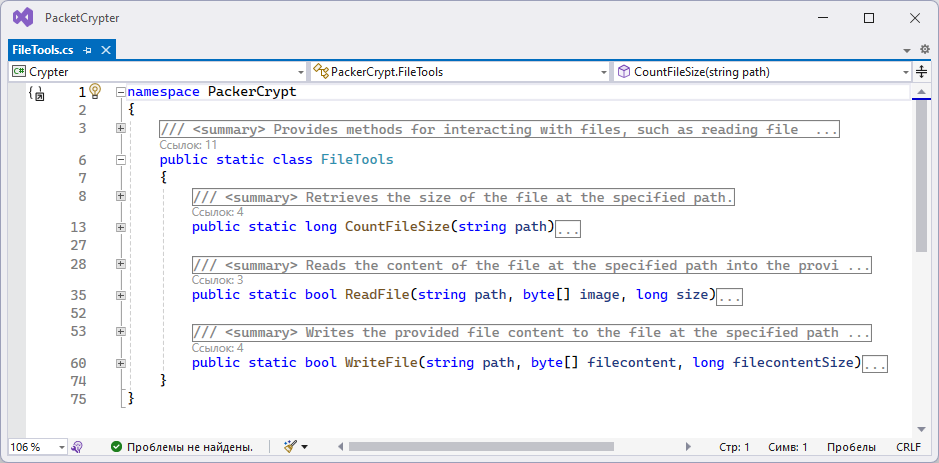 PacketCrypter
FileTools.cs
C# Crypter PackerCrypt.FileTools CountFileSize(string path)
1 namespace PackerCrypt
2 {
3 /// <summary> Provides methods for interacting with files, such as reading file ...
Ссылок: 11
6 public static class FileTools
7 {
8 /// <summary> Retrieves the size of the file at the specified path.
Ссылок: 4
13 public static long CountFileSize(string path)...
27
28 /// <summary> Reads the content of the file at the specified path into the provi ...
Ссылок: 3
35 public static bool ReadFile(string path, byte[] image, long size)...
52
53 /// <summary> Writes the provided file content to the file at the specified path ...
Ссылок: 4
60 public static bool WriteFile(string path, byte[] filecontent, long filecontentSize)...
74 }
75 }
106 % Проблемы не найдены. Стр: 1 Симв: 1 Пробелы CRLF